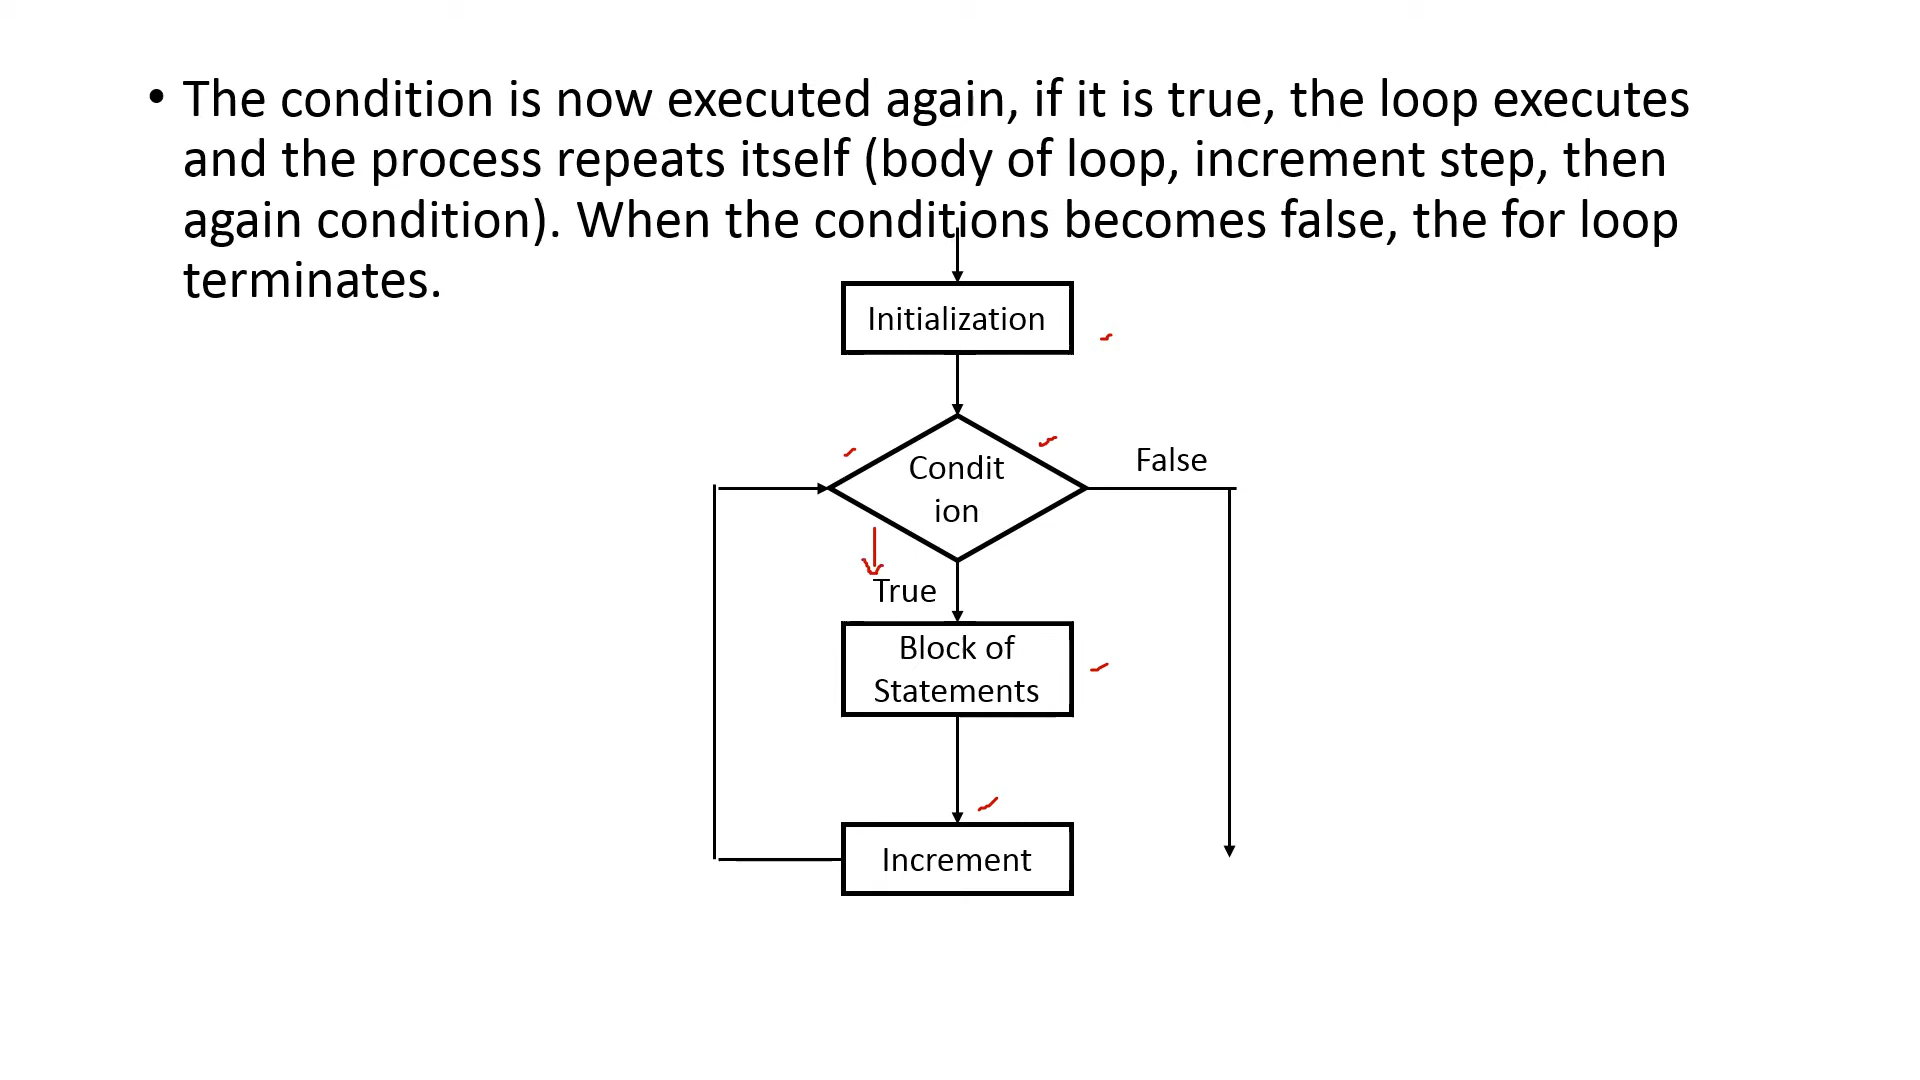 • The condition is now executed again, if it is true, the loop executes
and the process repeats itself (body of loop, increment step, then
again condition). When the conditions becomes false, the for loop
terminates.
Initialization
Condit
ion
False
True
Block of
Statements
Increment